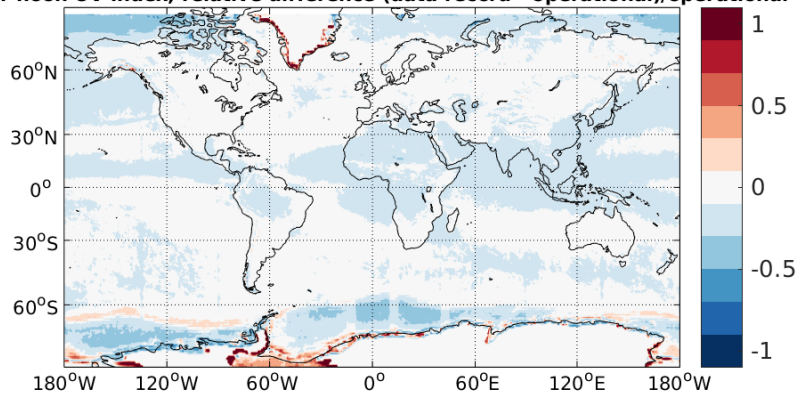 noon UV index, relative difference (data record - operational)/operational
1
0.5
0
-0.5
-1
60°N
30°N
0°
30°S
60°S
180°W 120°W 60°W 0° 60°E 120°E 180°W